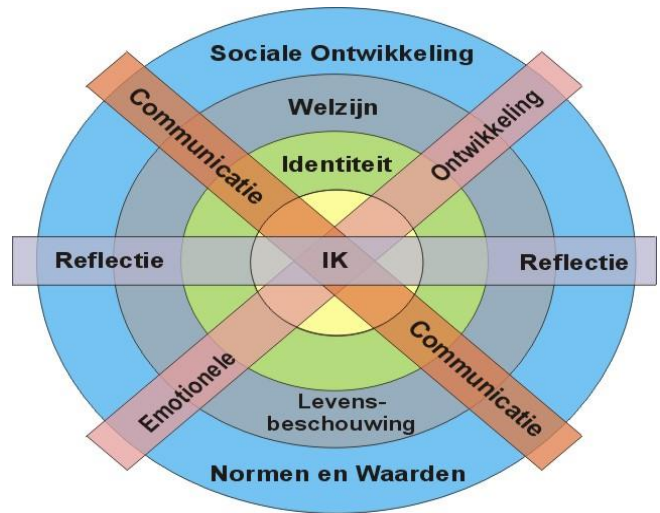 Sociale Ontwikkeling
Communicatie
Ontwikkeling
Welzijn
Identiteit
Reflectie
IK
Reflectie
Emotionele
Communicatie
Levens-
beschouwing
Normen en Waarden